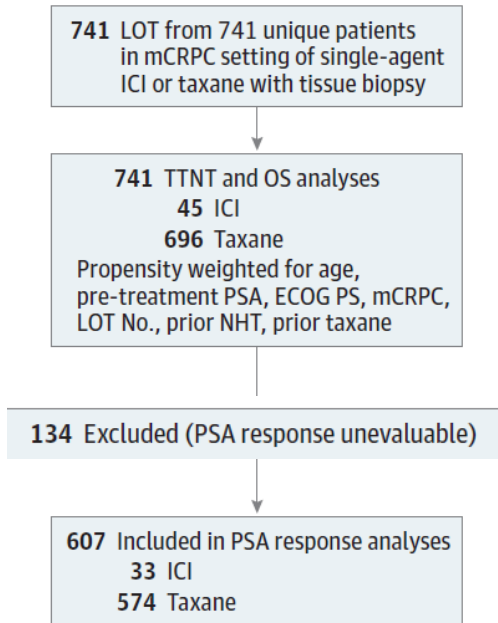 741 LOT from 741 unique patients
in mCRPC setting of single-agent
ICI or taxane with tissue biopsy
741 TTNT and OS analyses
45 ICI
696 Taxane
Propensity weighted for age,
pre-treatment PSA, ECOG PS, mCRPC,
LOT No., prior NHT, prior taxane
134 Excluded (PSA response unevaluable)
607 Included in PSA response analyses
33 ICI
574 Taxane